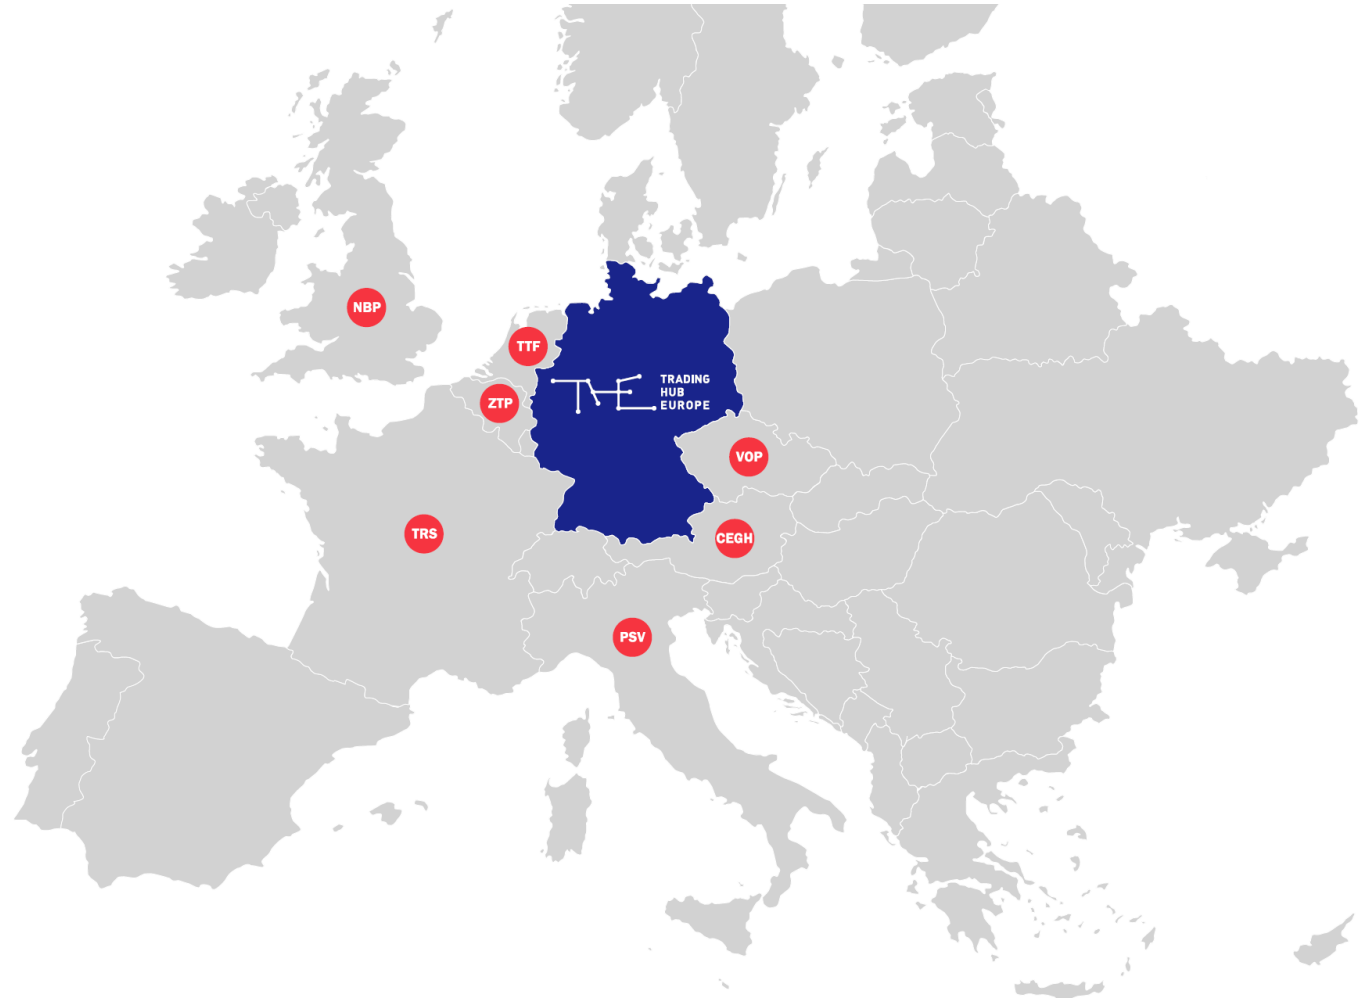 NBP
TTF
TRADING
HUB
EUROPE
ZTP
VOP
TRS
CEGH
PSV